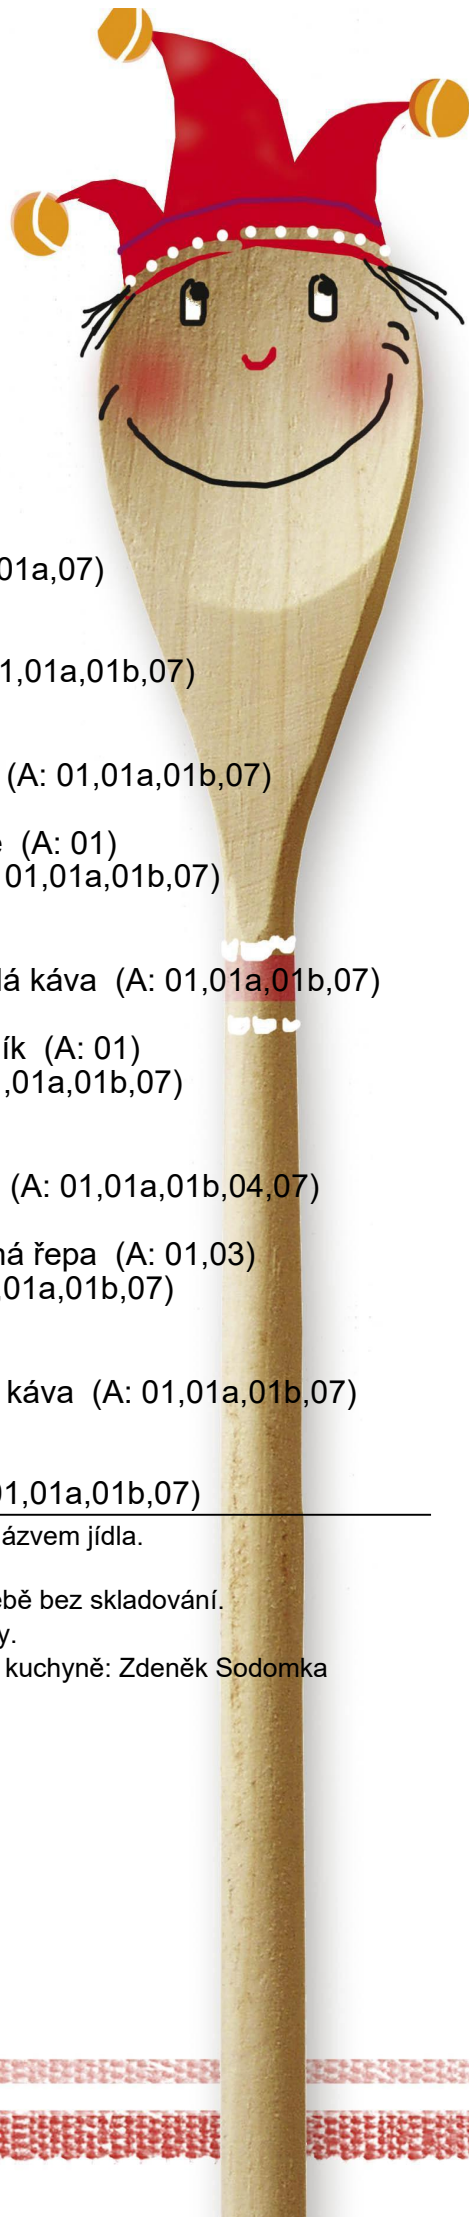 01a,07)
1,01a,01b,07)
(A: 01,01a,01b,07)
(A: 01)
01,01a,01b,07)
káva (A: 01,01a,01b,07)
(A: 01)
,01a,01b,07)
(A: 01,01a,01b,04,07)
řepa (A: 01,03)
,01a,01b,07)
káva (A: 01,01a,01b,07)
01,01a,01b,07)
ázvem jídla.
ebě bez skladování.
y.
kuchyně: Zdeněk Sodomka